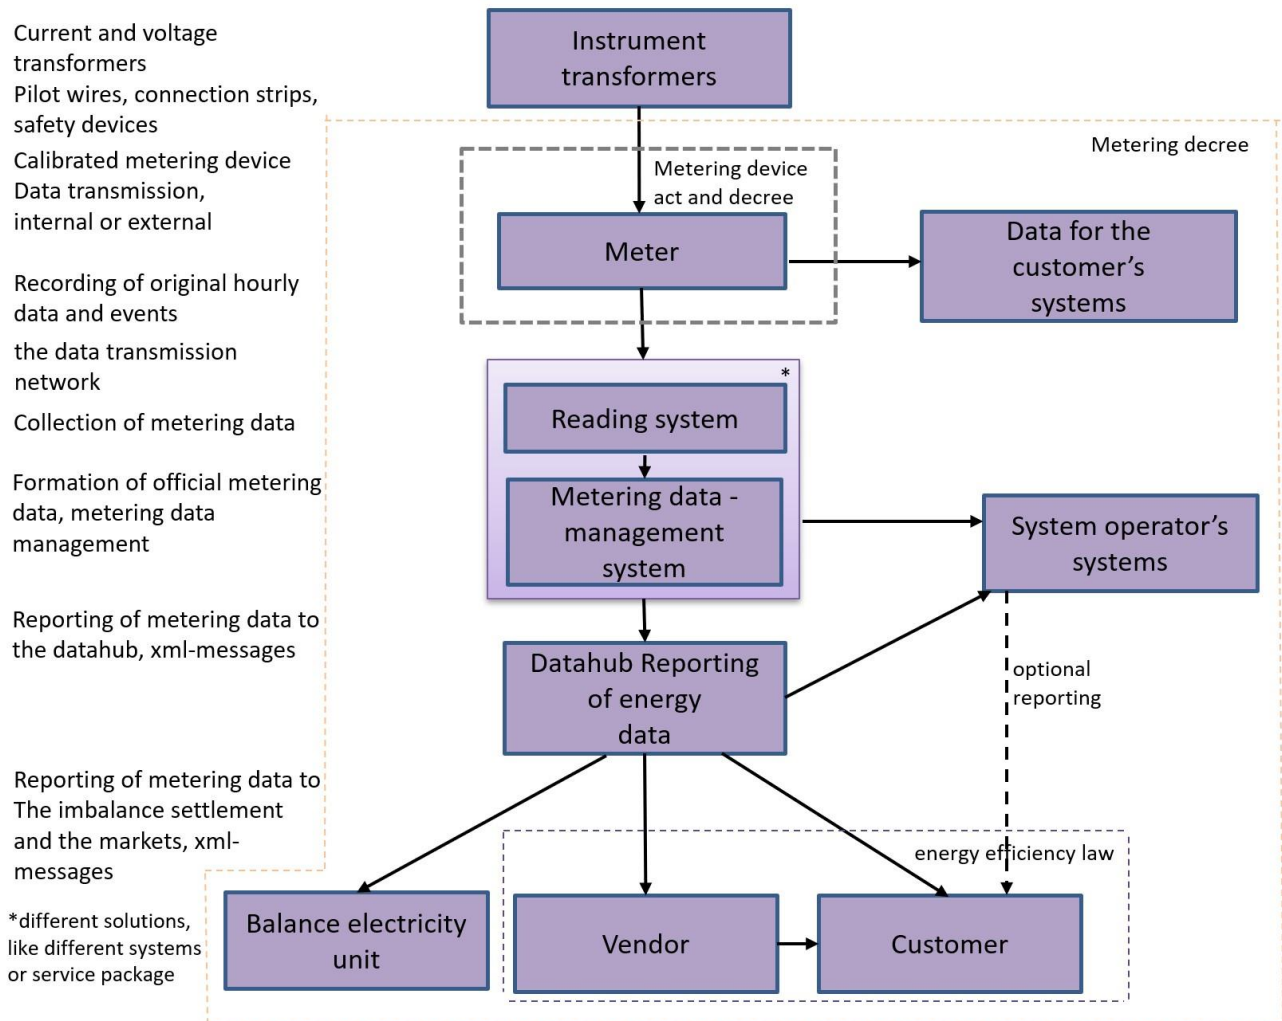 Current and voltage
transformers
Pilot wires, connection strips,
safety devices
Calibrated metering device
Data transmission,
internal or external
Recording of original hourly
data and events
the data transmission
network
Collection of metering data
Formation of official metering
data, metering data
management
Reporting of metering data to
the datahub, xml-messages
Reporting of metering data to
The imbalance settlement
and the markets, xml-
messages
*different solutions,
like different systems
or service package
Instrument
transformers
Metering decree
Metering device
act and decree
Meter
Data for the
customer’s
systems
*
Reading system
Metering data -
management
system
System operator’s
systems
Datahub Reporting
of energy
data
optional
reporting
energy efficiency law
Balance electricity
unit
Vendor
Customer